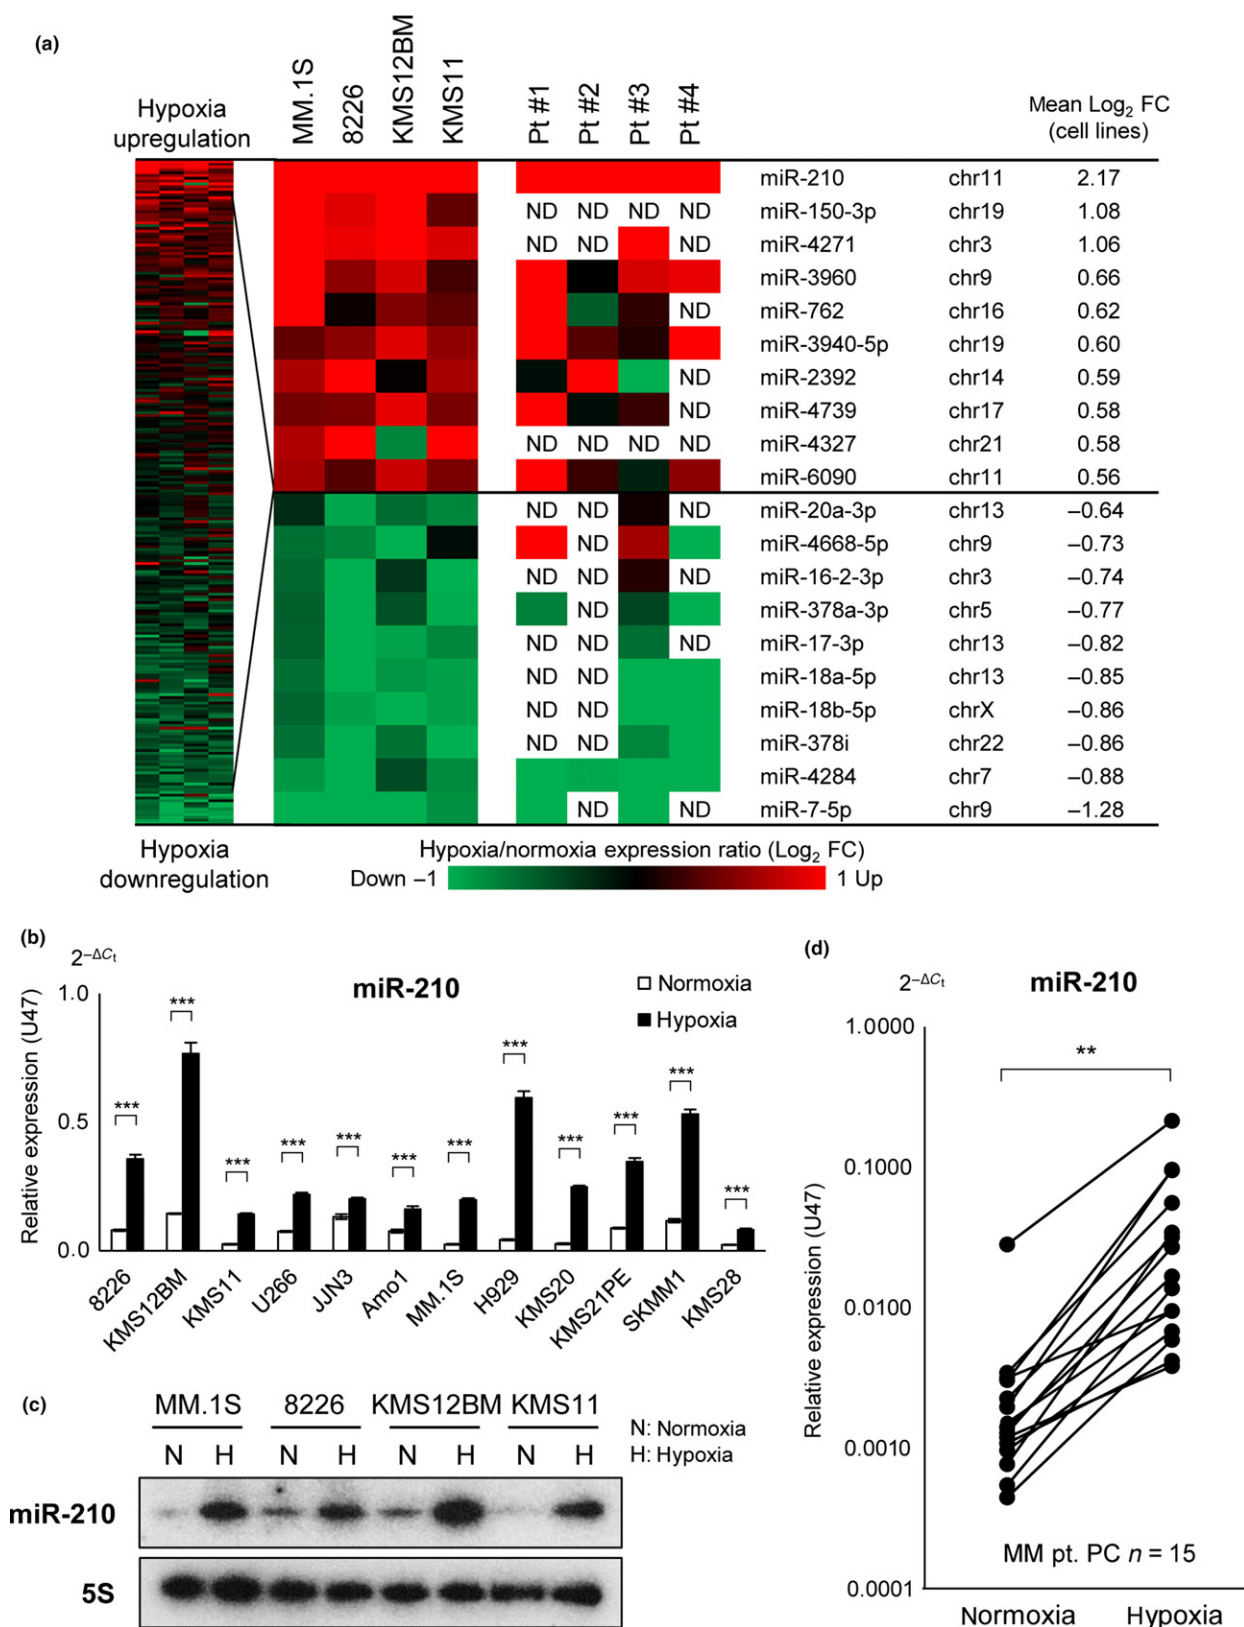 (a)
Hypoxia
upregulation
MM.1S 8226 KMS12BM KMS11 Pt #1 Pt #2 Pt #3 Pt #4
Mean Log₂ FC
(cell lines)
miR-210 chr11 2.17
ND ND ND ND miR-150-3p chr19 1.08
ND ND ND miR-4271 chr3 1.06
miR-3960 chr9 0.66
ND miR-762 chr16 0.62
miR-3940-5p chr19 0.60
ND miR-2392 chr14 0.59
ND miR-4739 chr17 0.58
ND ND ND ND miR-4327 chr21 0.58
miR-6090 chr11 0.56
ND ND ND miR-20a-3p chr13 –0.64
ND miR-4668-5p chr9 –0.73
ND ND ND miR-16-2-3p chr3 –0.74
ND miR-378a-3p chr5 –0.77
ND ND ND miR-17-3p chr13 –0.82
ND ND miR-18a-5p chr13 –0.85
ND ND miR-18b-5p chrX –0.86
ND ND miR-378i chr22 –0.86
miR-4284 chr7 –0.88
ND ND miR-7-5p chr9 –1.28
Hypoxia
downregulation
Hypoxia/normoxia expression ratio (Log₂ FC)
Down –1 1 Up
(b)
2^–ΔCt
miR-210
Normoxia
Hypoxia
Relative expression (U47)
1.0
0.5
0.0
*** *** *** *** *** *** *** *** *** *** *** ***
8226 KMS12BM KMS11 U266 JJN3 Amo1 MM.1S H929 KMS20 KMS21PE SKMM1 KMS28
(c)
MM.1S 8226 KMS12BM KMS11
N H N H N H N H
N: Normoxia
H: Hypoxia
miR-210
5S
(d)
2^–ΔCt
miR-210
Relative expression (U47)
1.0000
**
0.1000
0.0100
0.0010
0.0001
MM pt. PC n = 15
Normoxia Hypoxia